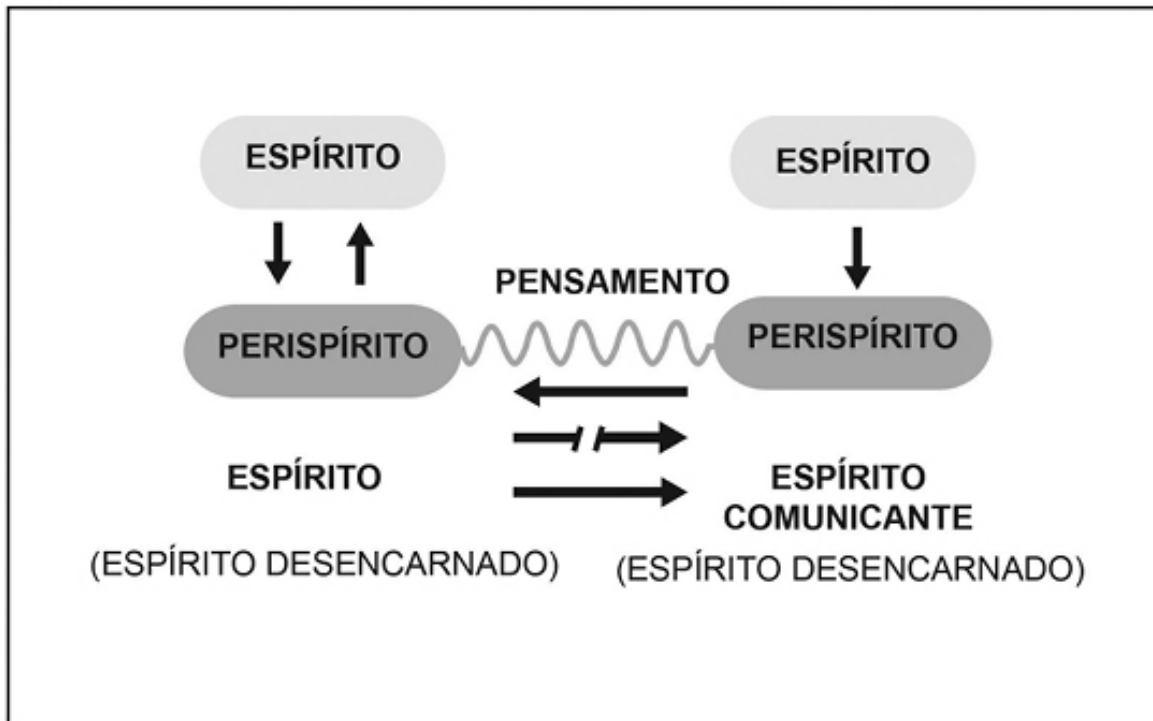 ESPÍRITO
ESPÍRITO
PENSAMENTO
PERISPÍRITO
PERISPÍRITO
ESPÍRITO
ESPÍRITO
COMUNICANTE
(ESPÍRITO DESENCARNADO)
(ESPÍRITO DESENCARNADO)